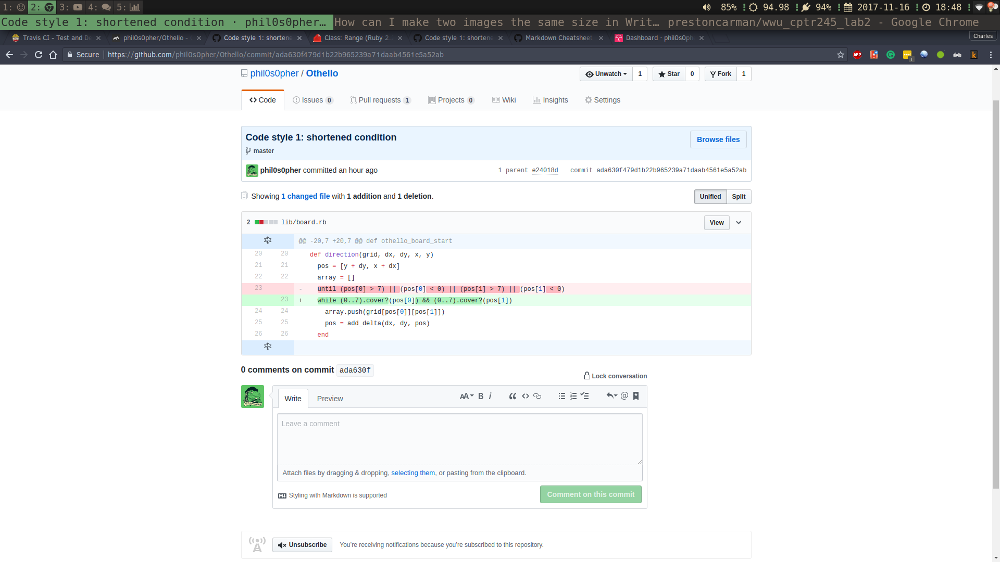 1: 2: 3: 4: 5: 85% 94.98 94% 2017-11-16 18:48
Code style 1: shortened condition · phil0s0pher… How can I make two images the same size in Writ… prestoncarman/wwu_cptr245_lab2 - Google Chrome
Travis CI - Test and De phil0s0pher/Othello - Code style 1: shortene Class: Range (Ruby 2. Code style 1: shortene Markdown Cheatsheet Dashboard · phil0s0ph Charles
Secure https://github.com/phil0s0pher/Othello/commit/ada630f479d1b22b965239a71daab4561e5a52ab ABP 1 k
phil0s0pher / Othello Unwatch 1 Star 0 Fork 1
Code Issues 0 Pull requests 1 Projects 0 Wiki Insights Settings
Code style 1: shortened condition Browse files
master
phil0s0pher committed an hour ago 1 parent e24018d commit ada630f479d1b22b965239a71daab4561e5a52ab
Showing 1 changed file with 1 addition and 1 deletion. Unified Split
2 lib/board.rb View
@@ -20,7 +20,7 @@ def othello_board_start
20 20 def direction(grid, dx, dy, x, y)
21 21 pos = [y + dy, x + dx]
22 22 array = []
23 - until (pos[0] > 7) || (pos[0] < 0) || (pos[1] > 7) || (pos[1] < 0)
23 + while (0..7).cover?(pos[0]) && (0..7).cover?(pos[1])
24 24 array.push(grid[pos[0]][pos[1]])
25 25 pos = add_delta(dx, dy, pos)
26 26 end
0 comments on commit ada630f
Lock conversation
Write Preview AA B i
Leave a comment
Attach files by dragging & dropping, selecting them, or pasting from the clipboard.
Styling with Markdown is supported Comment on this commit
Unsubscribe You’re receiving notifications because you’re subscribed to this repository.